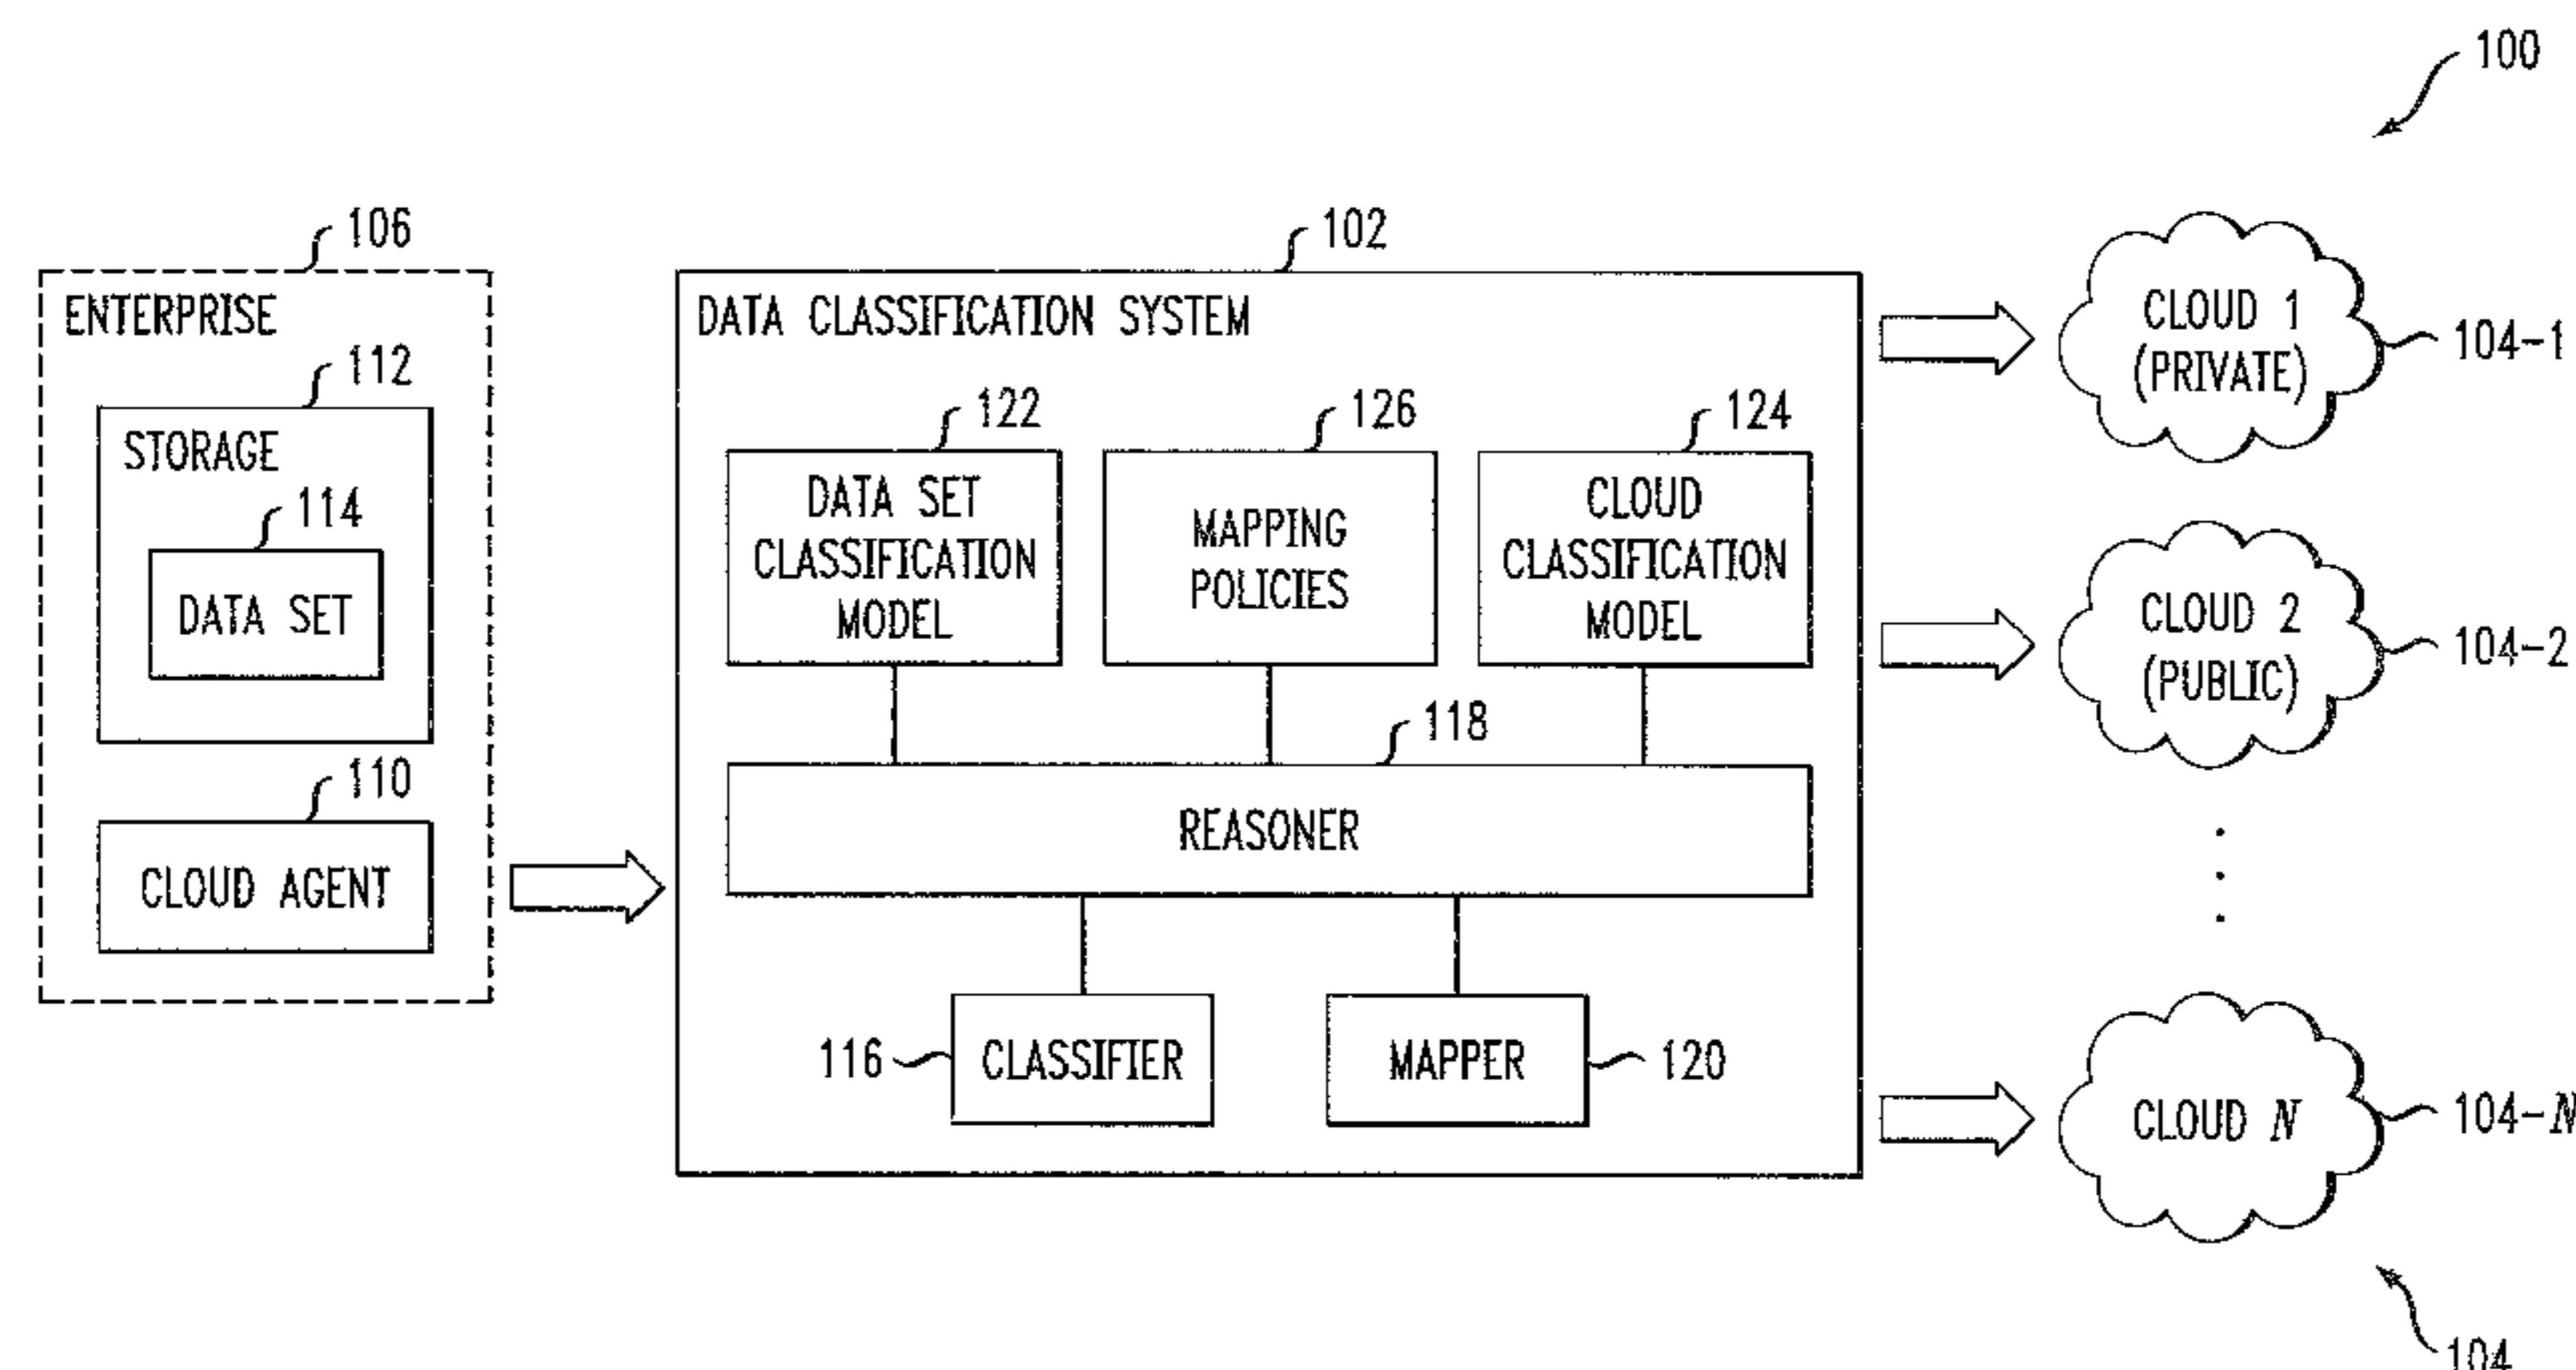 100
106
102
ENTERPRISE
DATA CLASSIFICATION SYSTEM
CLOUD 1
(PRIVATE)
104-1
112
STORAGE
114
DATA SET
122
DATA SET
CLASSIFICATION
MODEL
126
MAPPING
POLICIES
124
CLOUD
CLASSIFICATION
MODEL
CLOUD 2
(PUBLIC)
104-2
118
REASONER
110
CLOUD AGENT
116
CLASSIFIER
MAPPER
120
CLOUD N
104-N
104